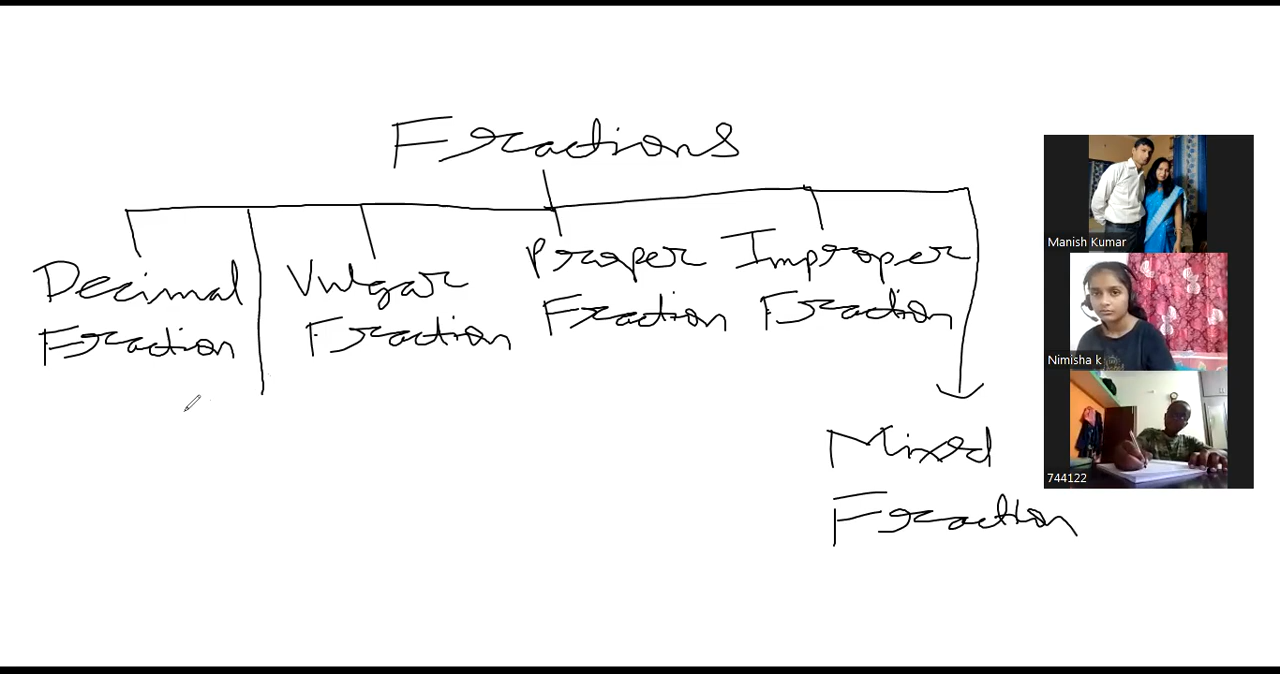 Fractions
Decimal
Fraction
Vulgar
Fraction
Proper
Fraction
Improper
Fraction
Mixed
Fraction
Manish Kumar
Nimisha k
744122